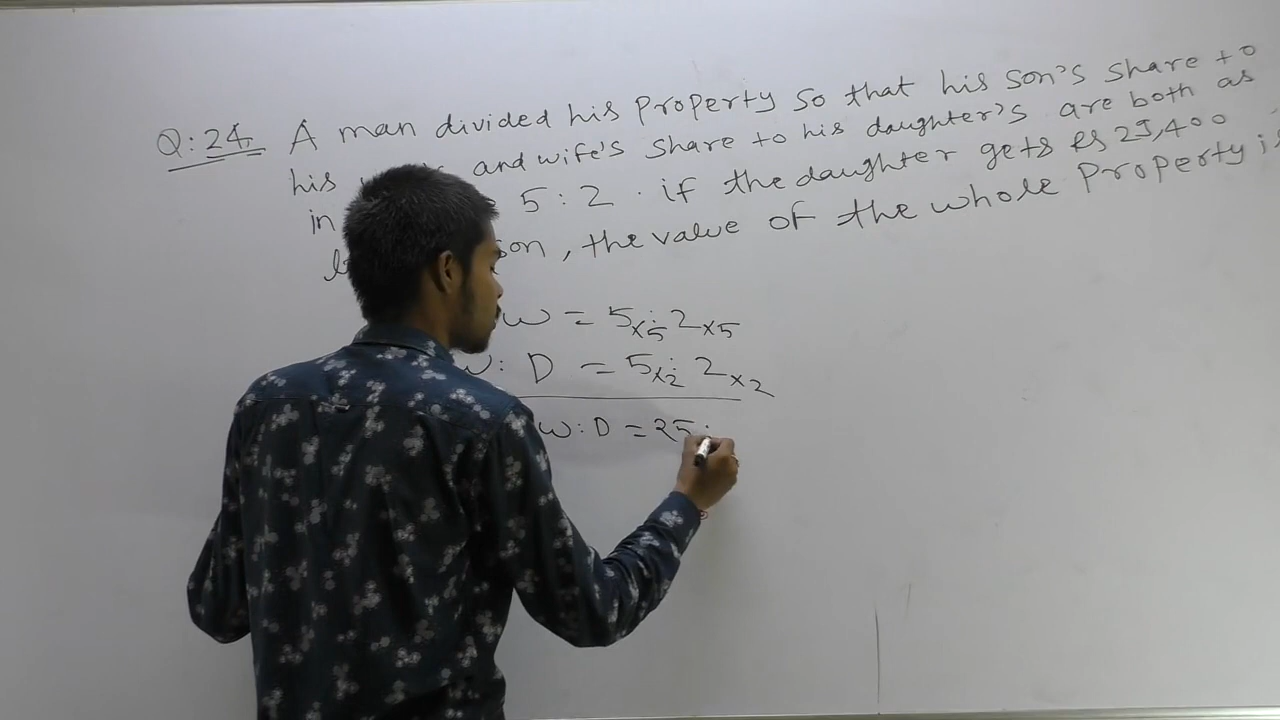 Q:24. A man divided his Property so that his son's share to
his and wife's share to his daughter's are both as
in 5:2. if the daughter gets Rs 25,400
son, the value of the whole Property is
W = 5x5 : 2x5
W: D = 5x2 : 2x2
W:D = 25: